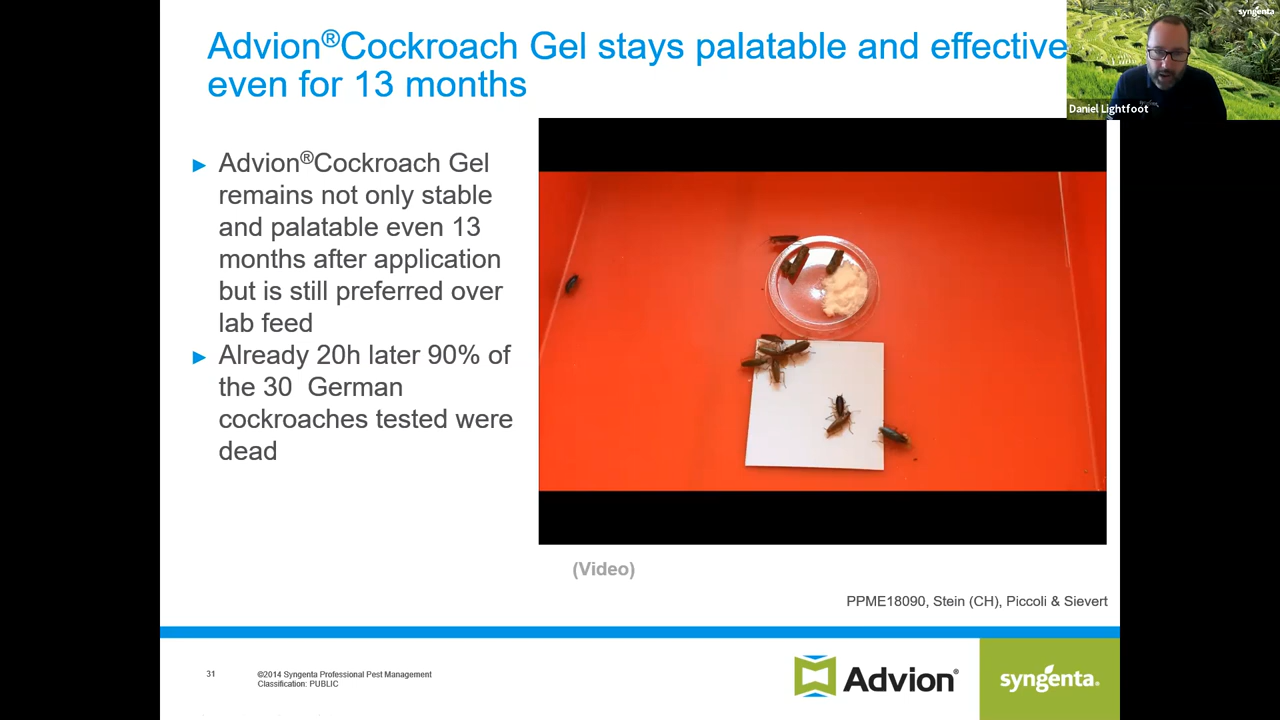 Advion®Cockroach Gel stays palatable and effective
even for 13 months
syngenta
Daniel Lightfoot
► Advion®Cockroach Gel
remains not only stable
and palatable even 13
months after application
but is still preferred over
lab feed
► Already 20h later 90% of
the 30 German
cockroaches tested were
dead
(Video)
PPME18090, Stein (CH), Piccoli & Sievert
31
©2014 Syngenta Professional Pest Management
Classification: PUBLIC
Advion®
syngenta®